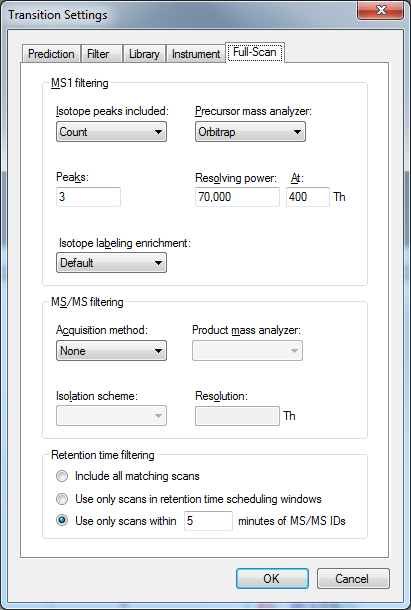 Transition Settings
Prediction Filter Library Instrument Full-Scan
MS1 filtering
Isotope peaks included: Precursor mass analyzer:
Count Orbitrap
Peaks: Resolving power: At:
3 70,000 400 Th
Isotope labeling enrichment:
Default
MS/MS filtering
Acquisition method: Product mass analyzer:
None
Isolation scheme: Resolution:
Th
Retention time filtering
Include all matching scans
Use only scans in retention time scheduling windows
Use only scans within 5 minutes of MS/MS IDs
OK Cancel